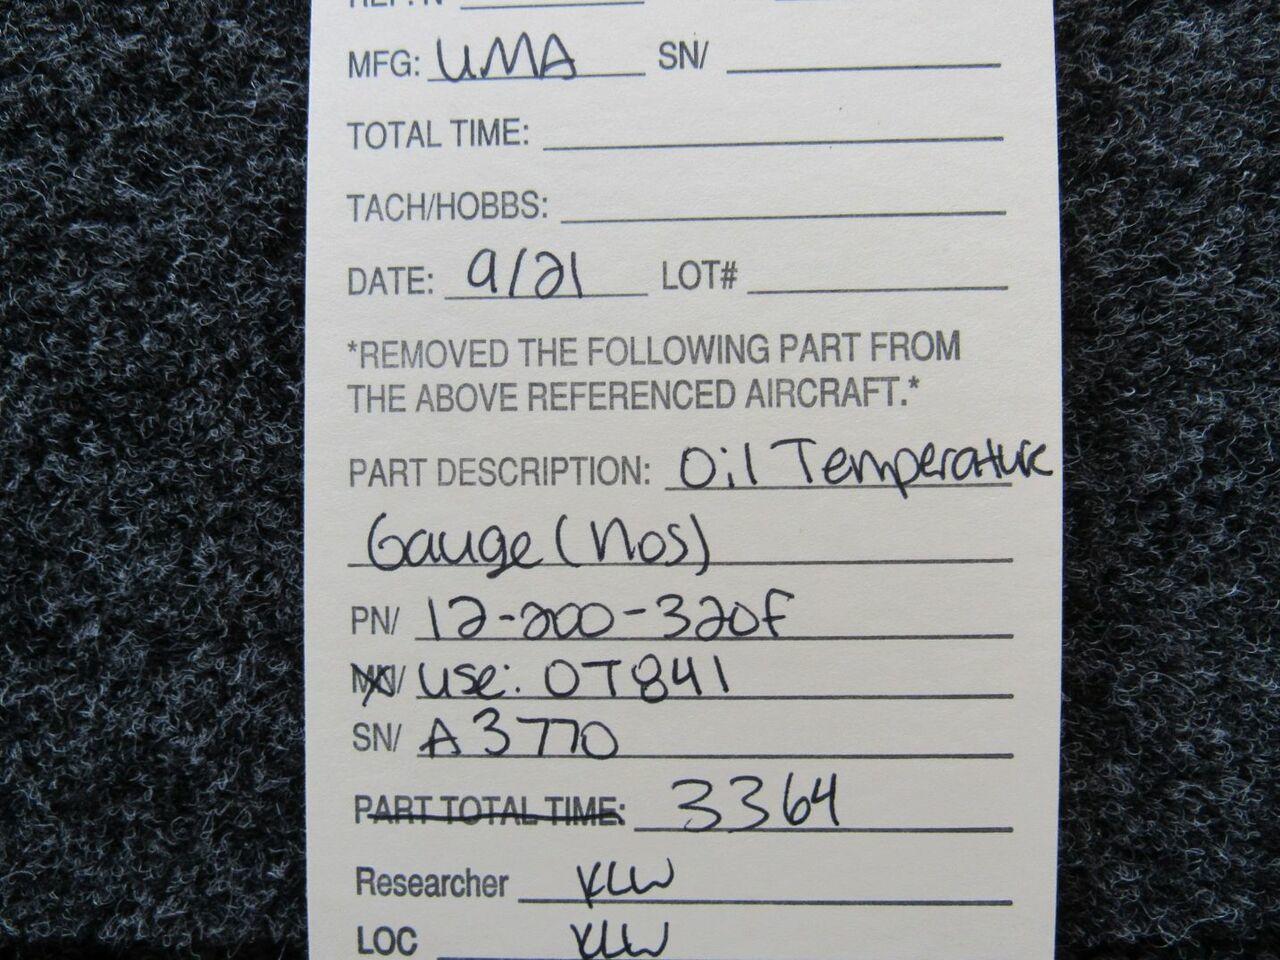 MFG: UMA SN/
TOTAL TIME:
TACH/HOBBS:
DATE: 9/21 LOT#
*REMOVED THE FOLLOWING PART FROM
THE ABOVE REFERENCED AIRCRAFT.*
PART DESCRIPTION: Oil Temperature
Gauge (NOS)
PN/ 12-200-320F
MN/ use: OT841
SN/ A3770
PART TOTAL TIME: 3364
Researcher KLW
LOC KLW